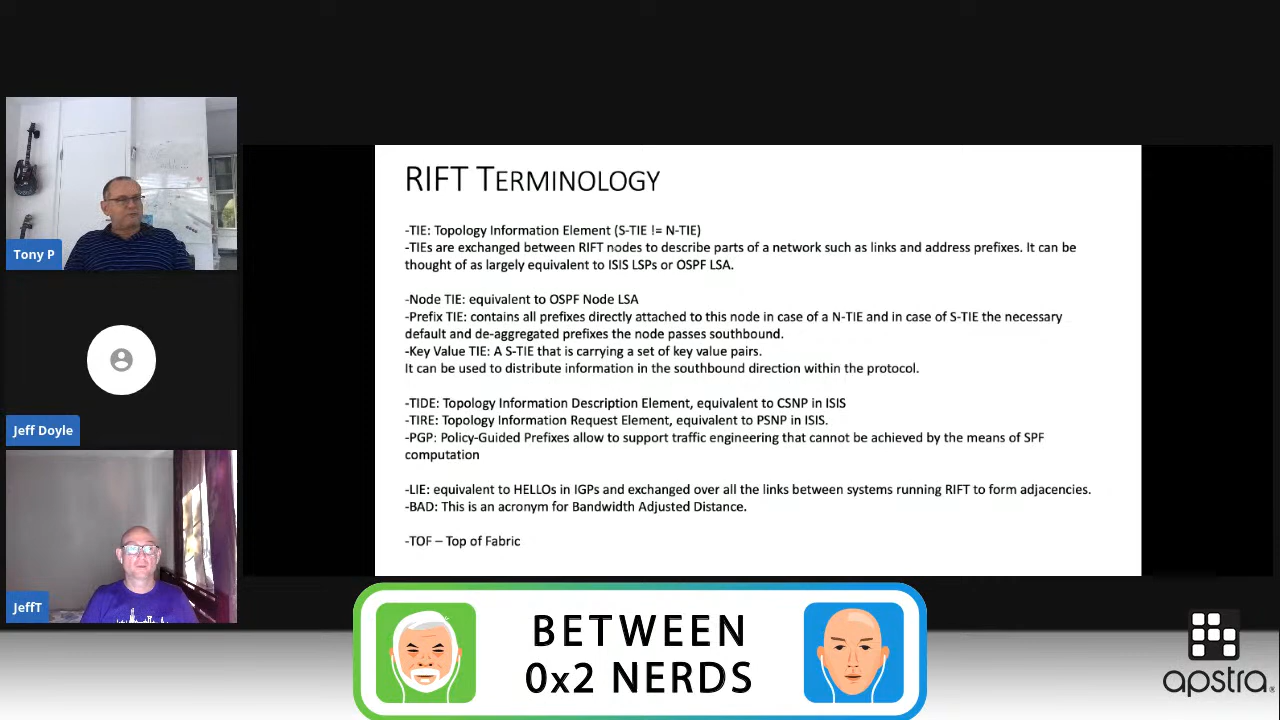 Tony P
Jeff Doyle
JeffT
RIFT TERMINOLOGY
-TIE: Topology Information Element (S-TIE != N-TIE)
-TIEs are exchanged between RIFT nodes to describe parts of a network such as links and address prefixes. It can be
thought of as largely equivalent to ISIS LSPs or OSPF LSA.
-Node TIE: equivalent to OSPF Node LSA
-Prefix TIE: contains all prefixes directly attached to this node in case of a N-TIE and in case of S-TIE the necessary
default and de-aggregated prefixes the node passes southbound.
-Key Value TIE: A S-TIE that is carrying a set of key value pairs.
It can be used to distribute information in the southbound direction within the protocol.
-TIDE: Topology Information Description Element, equivalent to CSNP in ISIS
-TIRE: Topology Information Request Element, equivalent to PSNP in ISIS.
-PGP: Policy-Guided Prefixes allow to support traffic engineering that cannot be achieved by the means of SPF
computation
-LIE: equivalent to HELLOs in IGPs and exchanged over all the links between systems running RIFT to form adjacencies.
-BAD: This is an acronym for Bandwidth Adjusted Distance.
-TOF – Top of Fabric
BETWEEN
0x2 NERDS
apstra®